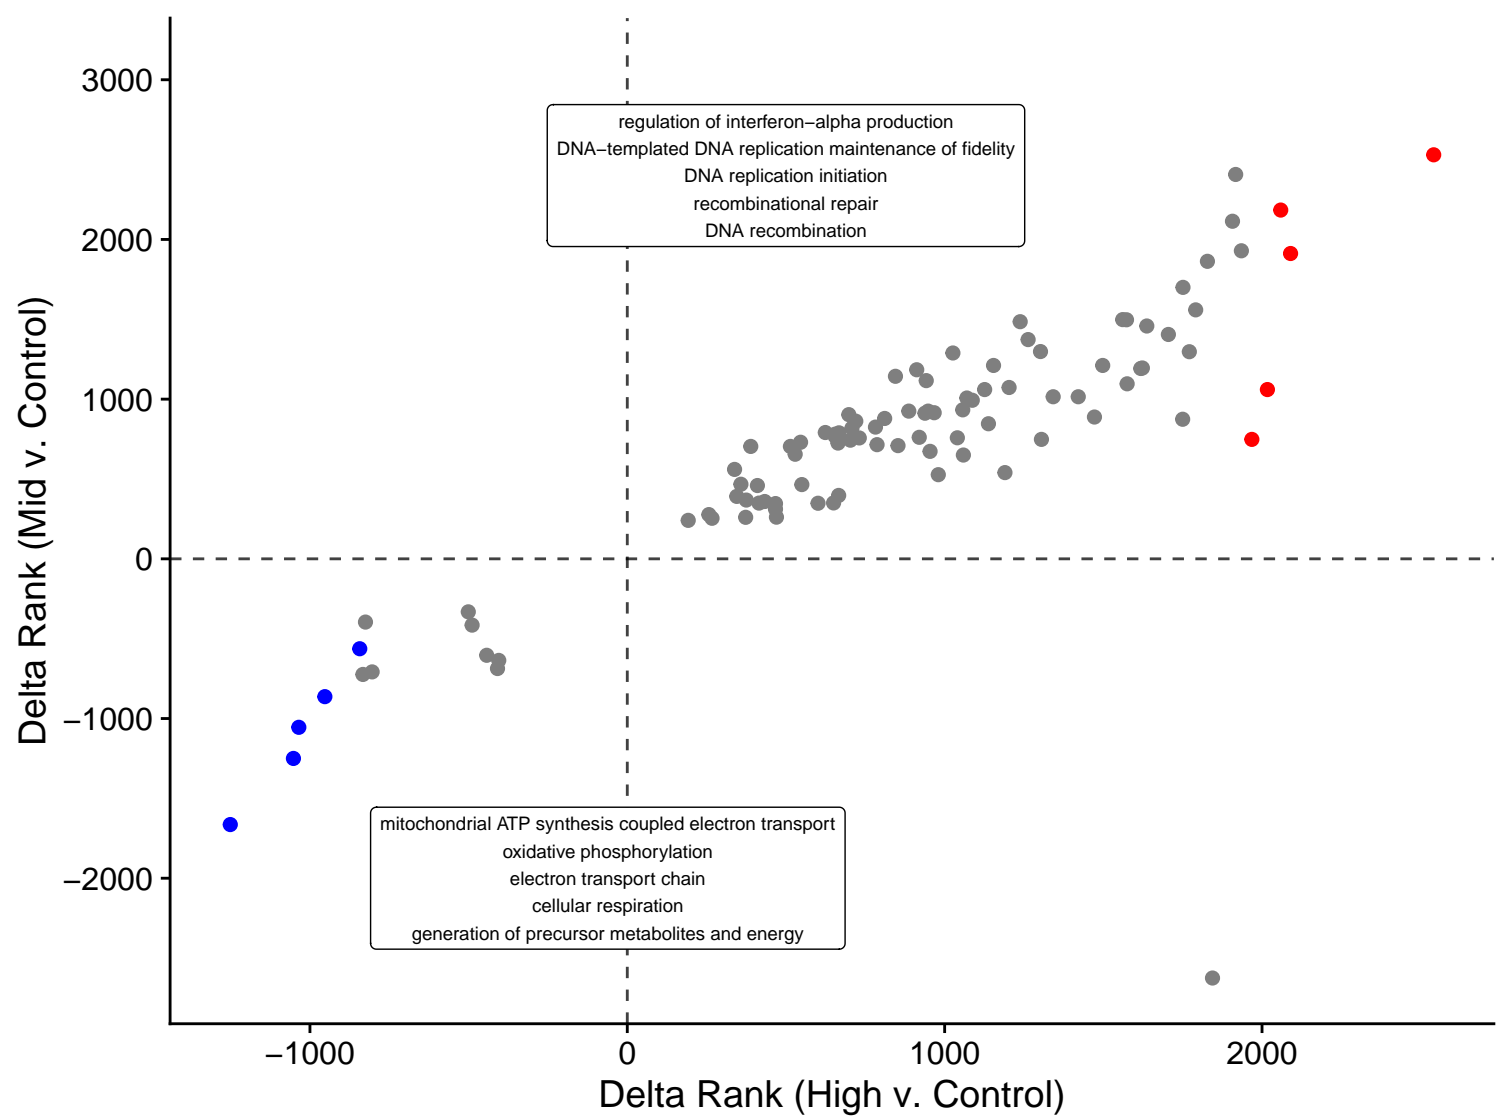 3000
2000
1000
0
−1000
−2000
Delta Rank (Mid v. Control)
regulation of interferon−alpha production
DNA−templated DNA replication maintenance of fidelity
DNA replication initiation
recombinational repair
DNA recombination
mitochondrial ATP synthesis coupled electron transport
oxidative phosphorylation
electron transport chain
cellular respiration
generation of precursor metabolites and energy
−1000 0 1000 2000
Delta Rank (High v. Control)